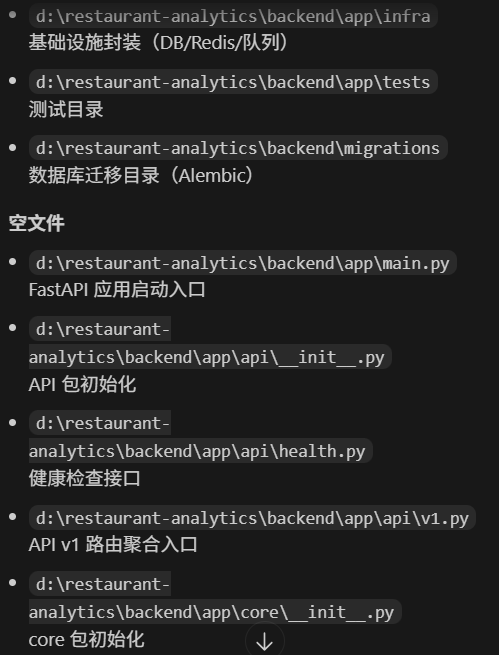 d:\restaurant-analytics\backend\app\infra
基础设施封装（DB/Redis/队列）
d:\restaurant-analytics\backend\app\tests
测试目录
d:\restaurant-analytics\backend\migrations
数据库迁移目录（Alembic）
空文件
d:\restaurant-analytics\backend\app\main.py
FastAPI 应用启动入口
d:\restaurant-
analytics\backend\app\api\__init__.py
API 包初始化
d:\restaurant-
analytics\backend\app\api\health.py
健康检查接口
d:\restaurant-analytics\backend\app\api\v1.py
API v1 路由聚合入口
d:\restaurant-
analytics\backend\app\core\__init__.py
core 包初始化